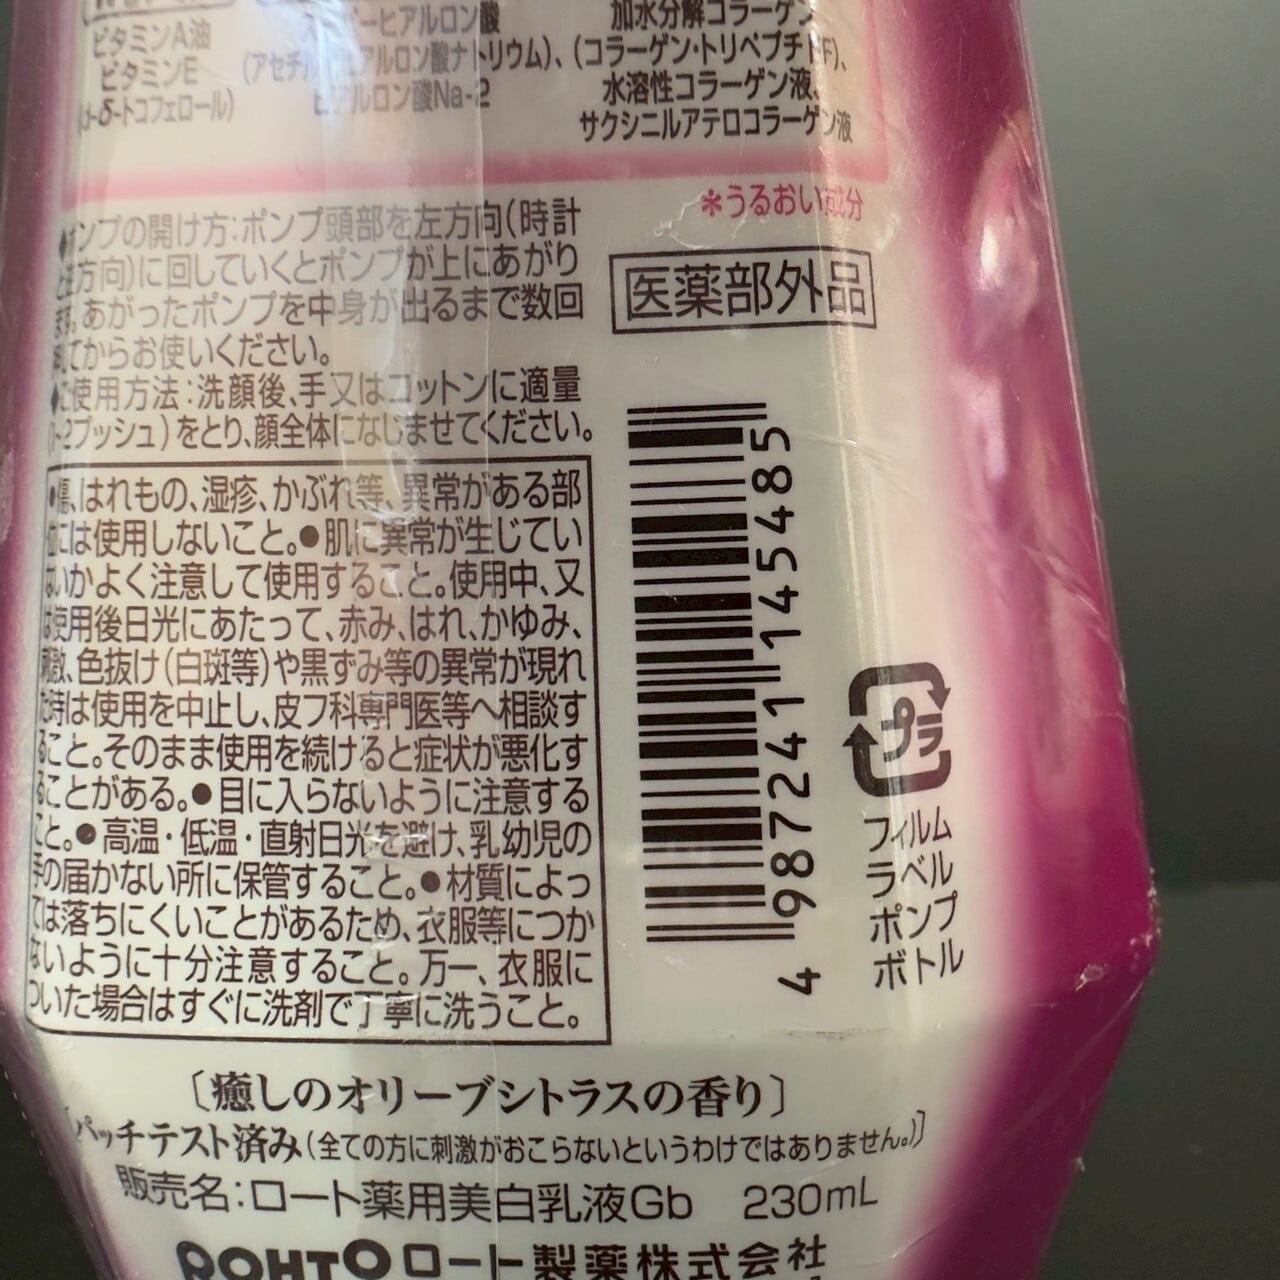 ビタミンA油
ビタミンE
ヒアルロン酸
ヒアルロン酸Na-2
加水分解コラーゲン
(コラーゲン・トリペプチドF)、
水溶性コラーゲン液、
サクシニルアテロコラーゲン液
*うるおい成分
ポンプの開け方:ポンプ頭部を左方向(時計
方向)に回していくとポンプが上にあがり
ます。あがったポンプを中身が出るまで数回
押してからお使いください。
ご使用方法:洗顔後、手又はコットンに適量
(1~2プッシュ)をとり、顔全体になじませてください。
医薬部外品
●傷、はれもの、湿疹、かぶれ等、異常がある部
位には使用しないこと。●肌に異常が生じてい
ないかよく注意して使用すること。使用中、又
は使用後日光にあたって、赤み、はれ、かゆみ、
刺激、色抜け(白斑等)や黒ずみ等の異常が現れ
た時は使用を中止し、皮フ科専門医等へ相談す
ること。そのまま使用を続けると症状が悪化す
ることがある。●目に入らないように注意する
こと。●高温・低温・直射日光を避け、乳幼児の
手の届かない所に保管すること。●材質によっ
ては落ちにくいことがあるため、衣服等につか
ないように十分注意すること。万一、衣服に
ついた場合はすぐに洗剤で丁寧に洗うこと。
4 987241 145485
プラ
フィルム
ラベル
ポンプ
ボトル
〔癒しのオリーブシトラスの香り〕
パッチテスト済み(全ての方に刺激がおこらないというわけではありません。)
販売名:ロート薬用美白乳液Gb 230mL
ROHTO ロート製薬株式会社